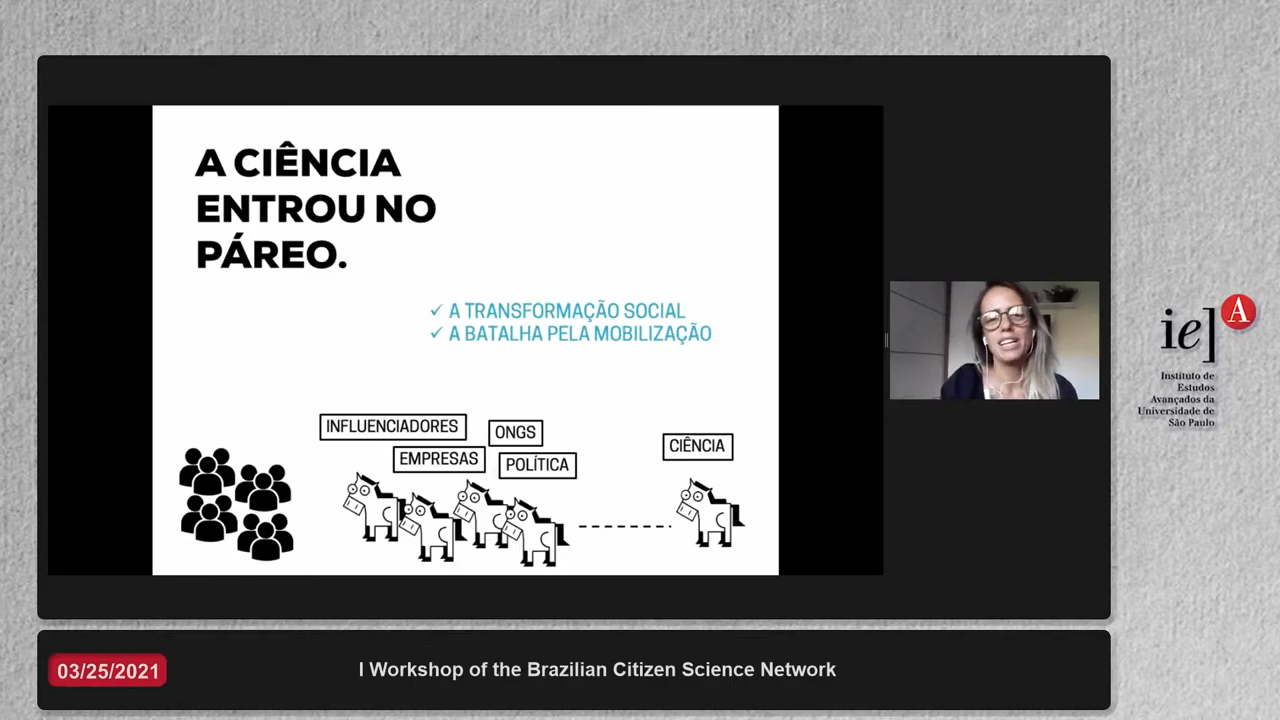 A CIÊNCIA
ENTROU NO
PÁREO.
✓ A TRANSFORMAÇÃO SOCIAL
✓ A BATALHA PELA MOBILIZAÇÃO
INFLUENCIADORES
ONGS
EMPRESAS
POLÍTICA
CIÊNCIA
ie]
A
Instituto de
Estudos
Avançados da
Universidade de
São Paulo
03/25/2021
I Workshop of the Brazilian Citizen Science Network